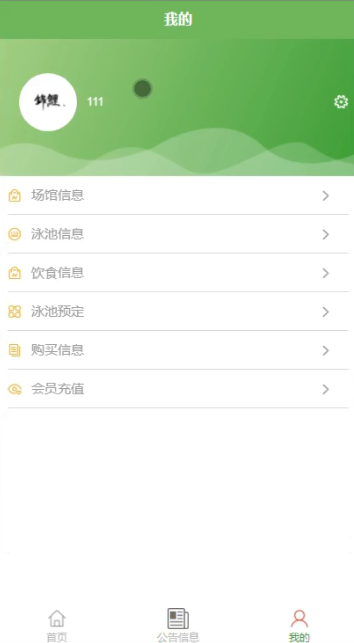 我的
锦鲤.
111
场馆信息
泳池信息
饮食信息
泳池预定
购买信息
会员充值
首页
公告信息
我的